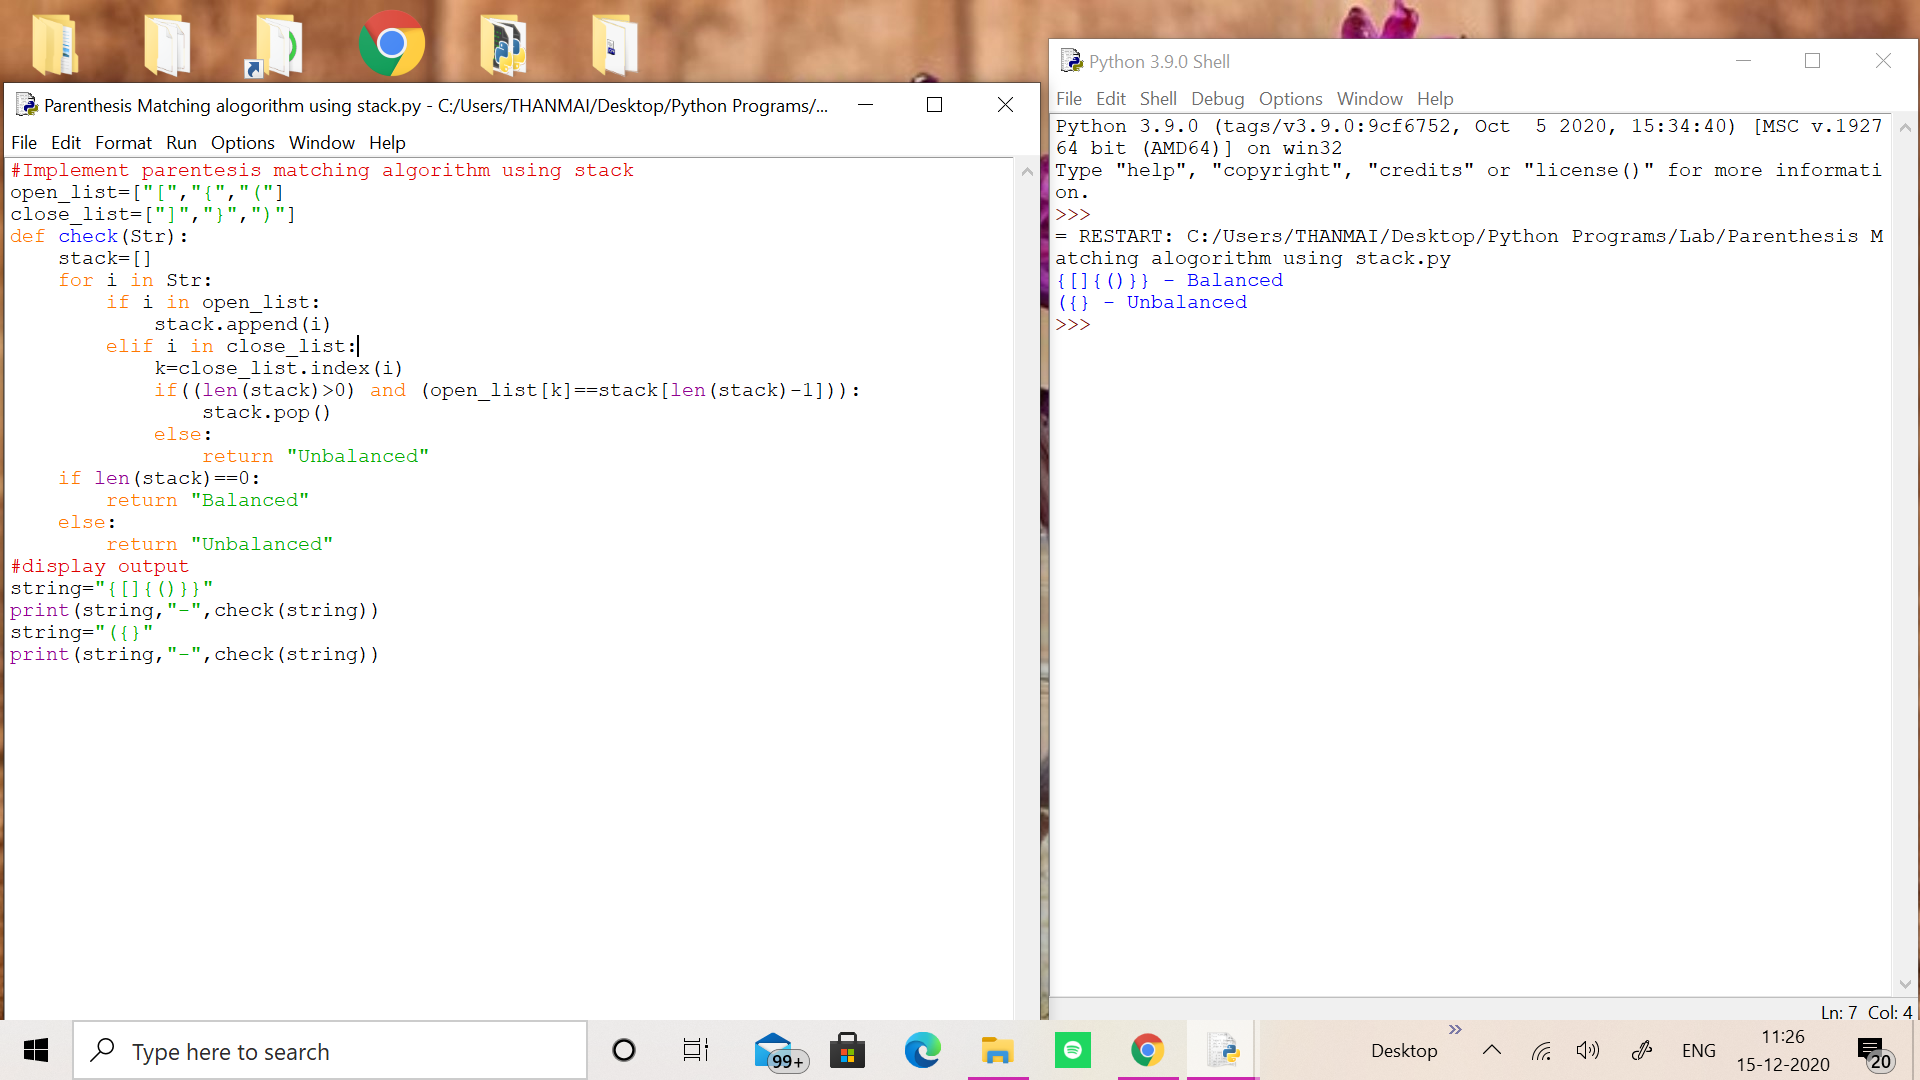 Parenthesis Matching alogorithm using stack.py - C:/Users/THANMAI/Desktop/Python Programs/...
File Edit Format Run Options Window Help
#Implement parentesis matching algorithm using stack
open_list=["[","{","("]
close_list=["]","}",")"]
def check(Str):
    stack=[]
    for i in Str:
        if i in open_list:
            stack.append(i)
        elif i in close_list:
            k=close_list.index(i)
            if((len(stack)>0) and (open_list[k]==stack[len(stack)-1])):
                stack.pop()
            else:
                return "Unbalanced"
    if len(stack)==0:
        return "Balanced"
    else:
        return "Unbalanced"
#display output
string="{[]{()}}"
print(string,"-",check(string))
string="({}"
print(string,"-",check(string))
Python 3.9.0 Shell
File Edit Shell Debug Options Window Help
Python 3.9.0 (tags/v3.9.0:9cf6752, Oct  5 2020, 15:34:40) [MSC v.1927
64 bit (AMD64)] on win32
Type "help", "copyright", "credits" or "license()" for more informati
on.
>>>
= RESTART: C:/Users/THANMAI/Desktop/Python Programs/Lab/Parenthesis M
atching alogorithm using stack.py
{[]{()}} - Balanced
({} - Unbalanced
>>>
Ln: 7 Col: 4
Type here to search
99+
Desktop
ENG
11:26
15-12-2020
20